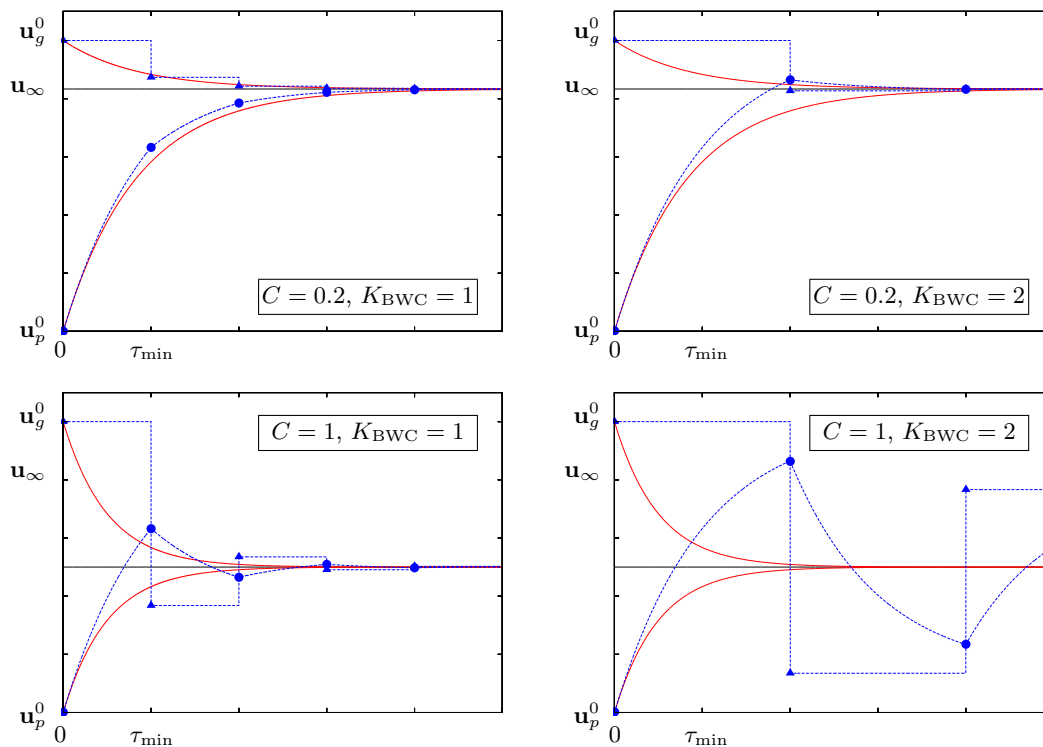 u_g^0
u_∞
C = 0.2, K_BWC = 1
u_p^0
0 τ_min
u_g^0
u_∞
C = 0.2, K_BWC = 2
u_p^0
0 τ_min
u_g^0
C = 1, K_BWC = 1
u_∞
u_p^0
0 τ_min
u_g^0
C = 1, K_BWC = 2
u_∞
u_p^0
0 τ_min